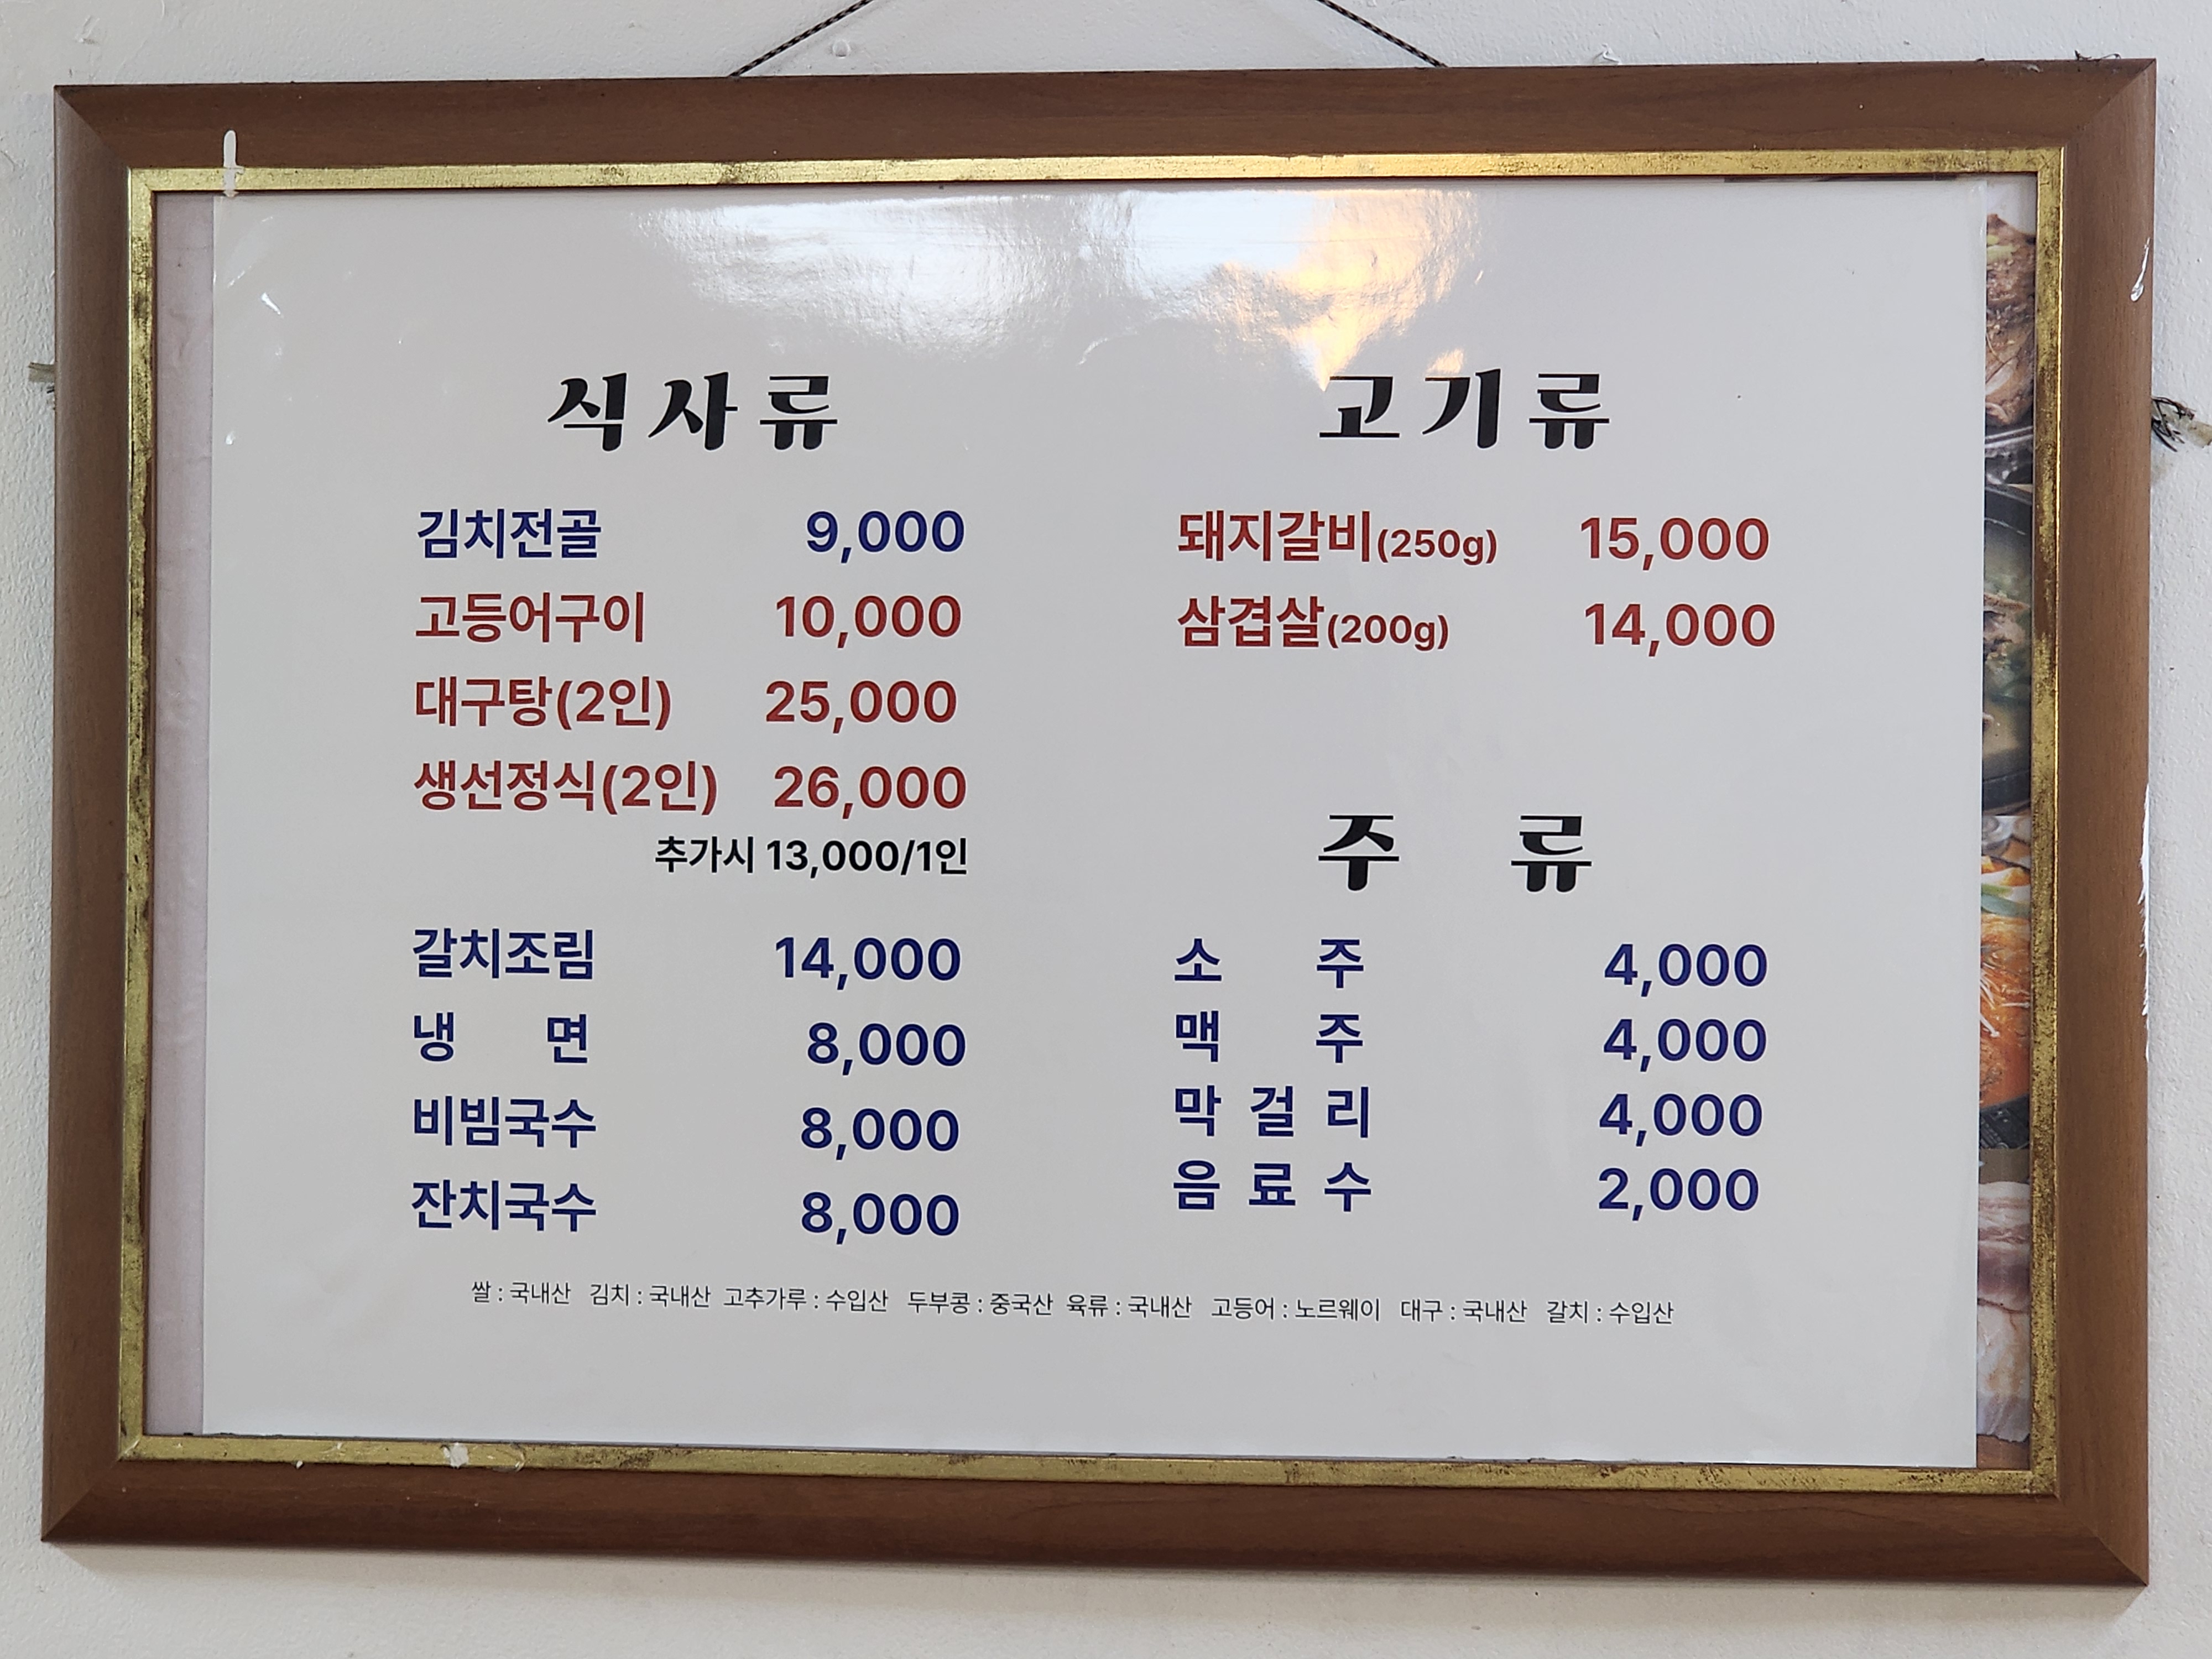 식사류
김치전골 9,000
고등어구이 10,000
대구탕(2인) 25,000
생선정식(2인) 26,000
추가시 13,000/1인
갈치조림 14,000
냉 면 8,000
비빔국수 8,000
잔치국수 8,000
고기류
돼지갈비(250g) 15,000
삼겹살(200g) 14,000
주 류
소 주 4,000
맥 주 4,000
막 걸 리 4,000
음 료 수 2,000
쌀 : 국내산 김치 : 국내산 고추가루 : 수입산 두부콩 : 중국산 육류 : 국내산 고등어 : 노르웨이 대구 : 국내산 갈치 : 수입산